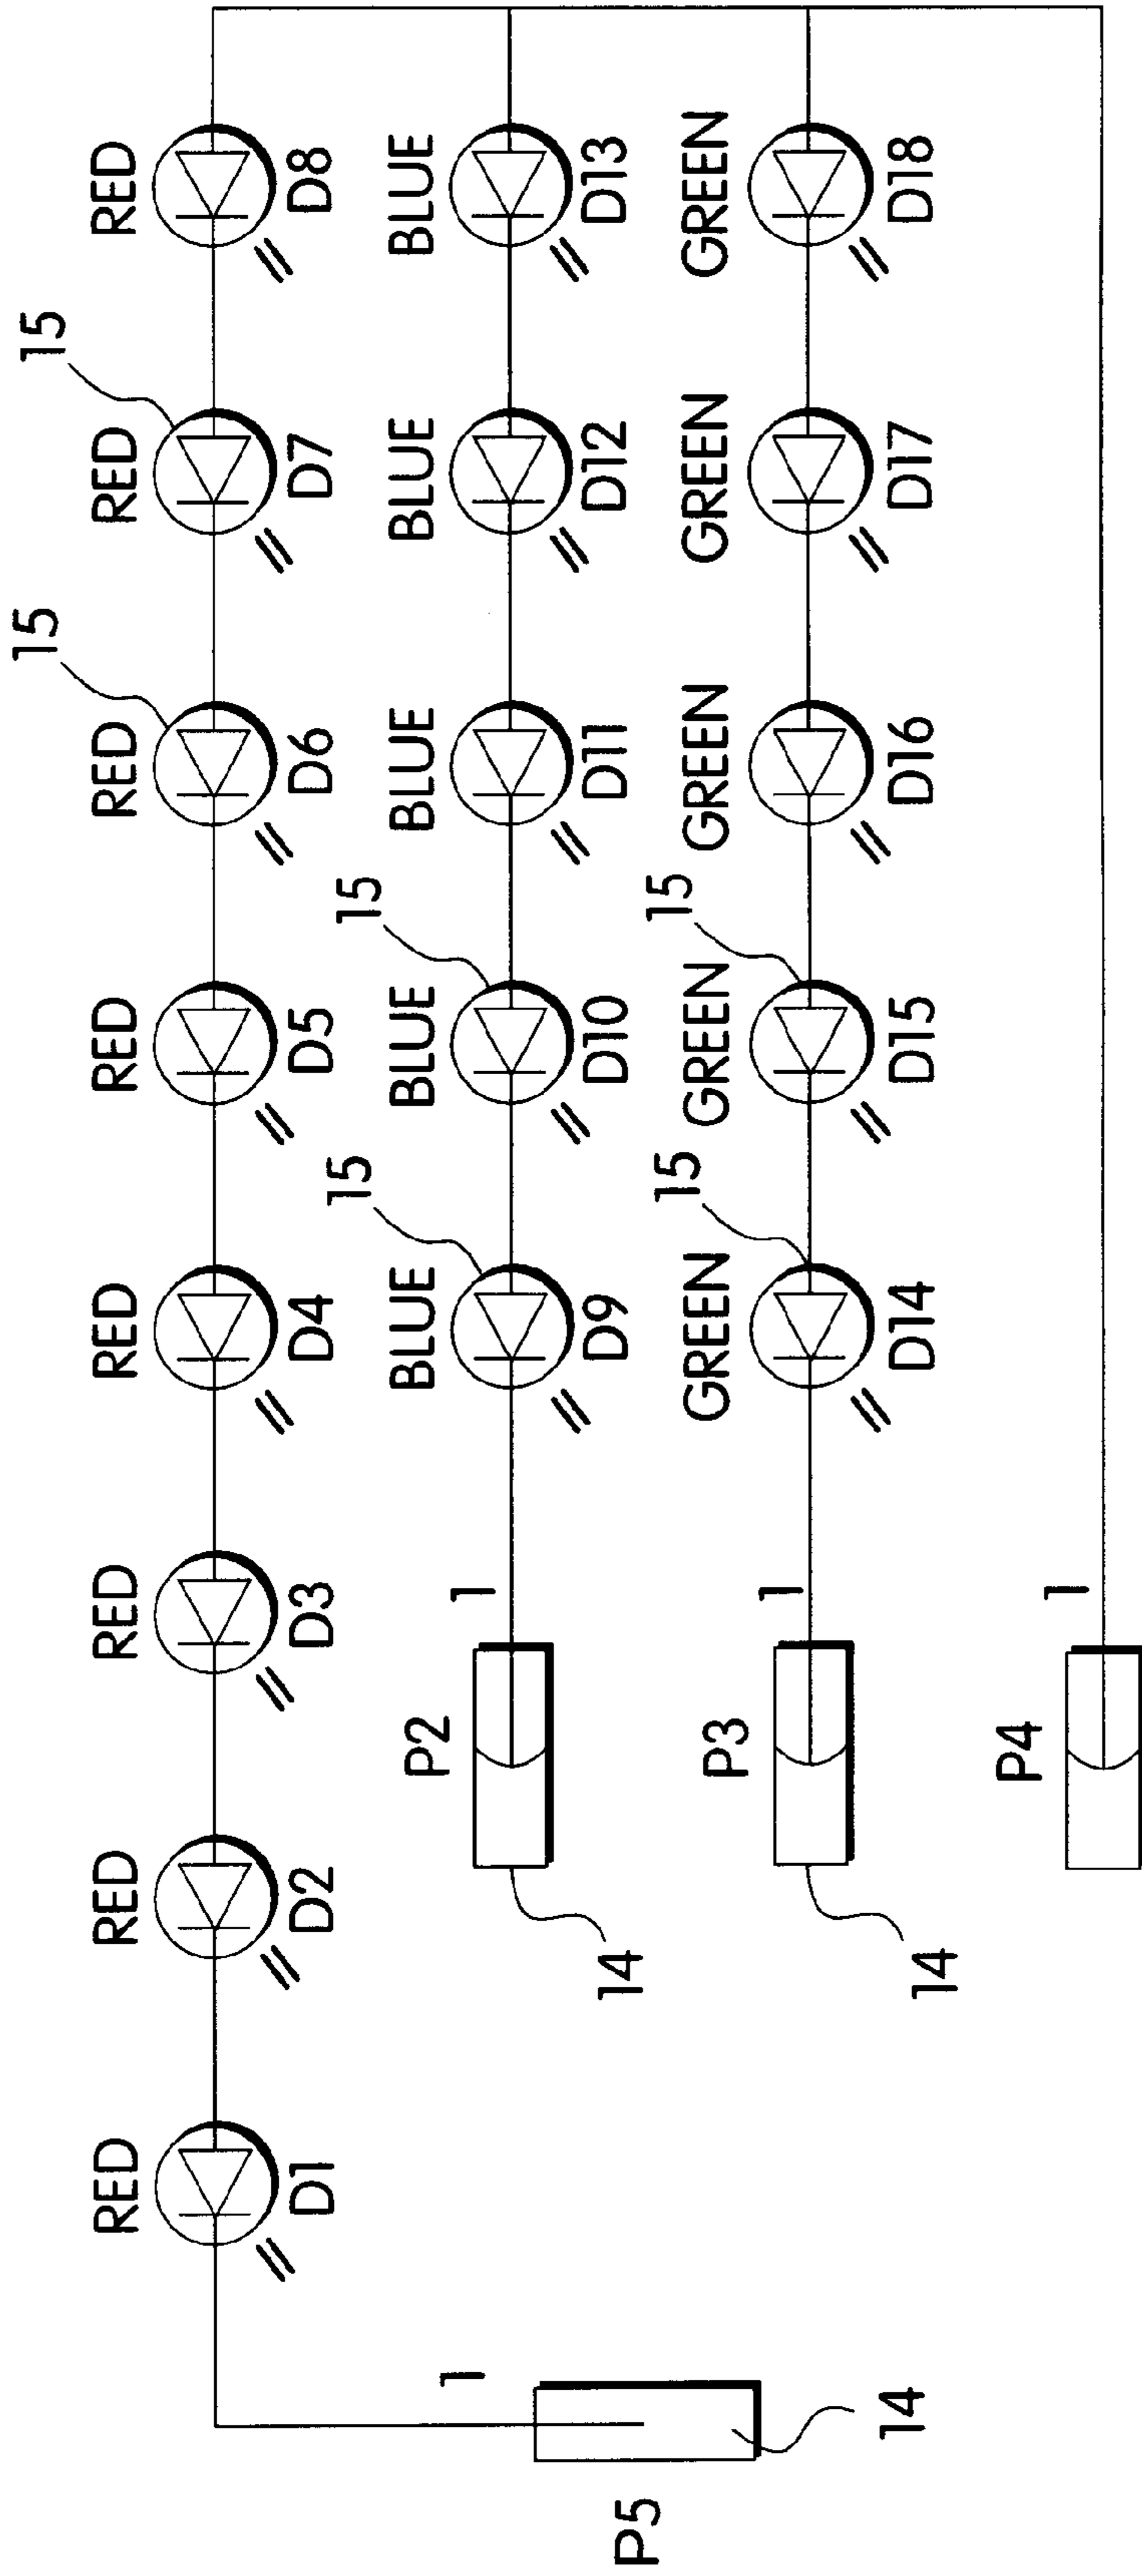 15 15
RED RED RED RED RED RED RED RED
D1 D2 D3 D4 D5 D6 D7 D8
15 15
P2 BLUE BLUE BLUE BLUE BLUE
1 1
P5 14 D9 D10 D11 D12 D13
15 15
P3 GREEN GREEN GREEN GREEN GREEN
1
14 14 D14 D15 D16 D17 D18
P4
1